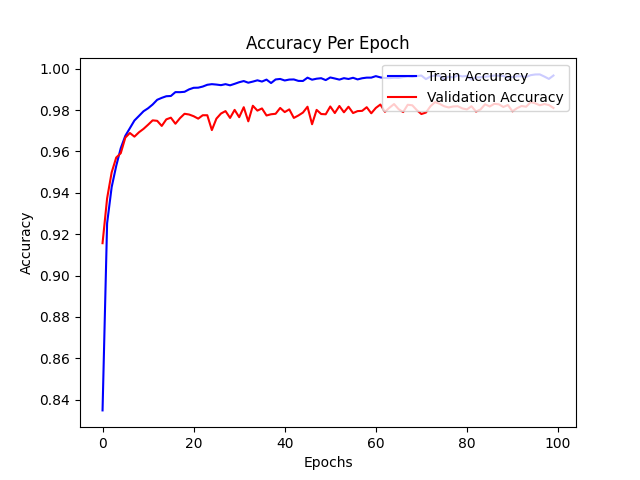 Accuracy Per Epoch
1.00
0.98
0.96
0.94
0.92
0.90
0.88
0.86
0.84
Accuracy
Train Accuracy
Validation Accuracy
0 20 40 60 80 100
Epochs